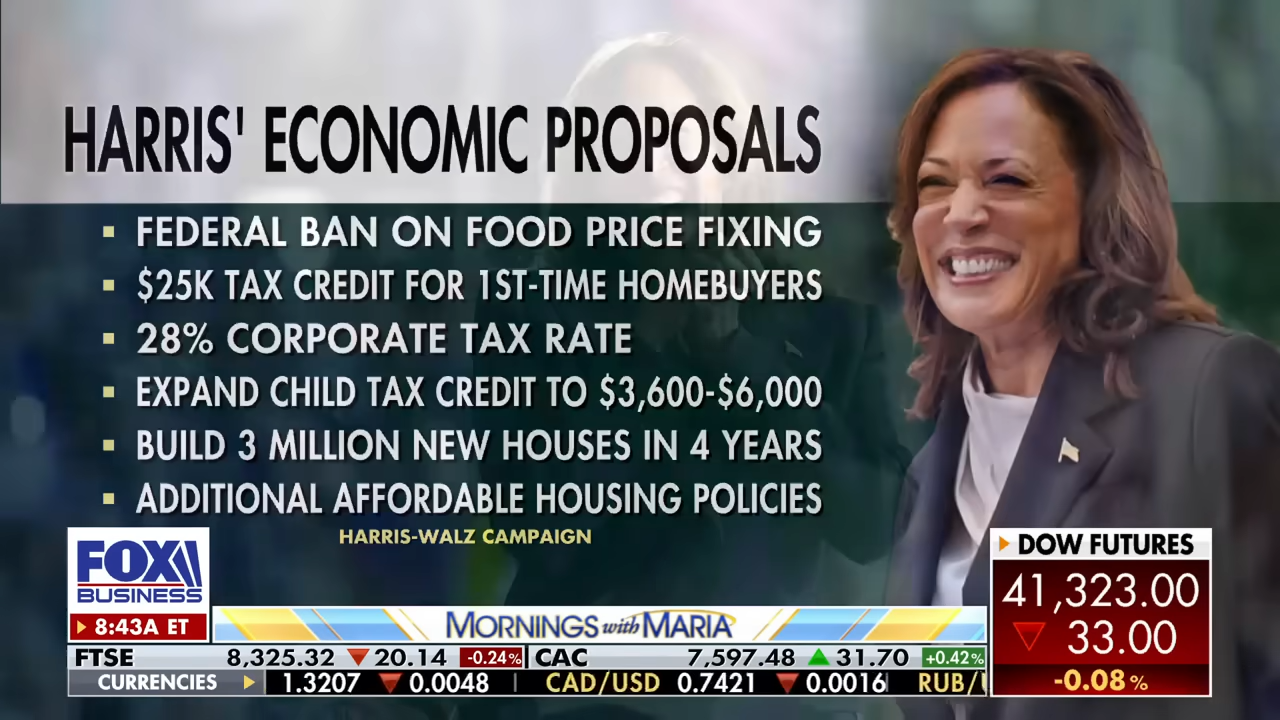 HARRIS' ECONOMIC PROPOSALS
▪ FEDERAL BAN ON FOOD PRICE FIXING
▪ $25K TAX CREDIT FOR 1ST-TIME HOMEBUYERS
▪ 28% CORPORATE TAX RATE
▪ EXPAND CHILD TAX CREDIT TO $3,600-$6,000
▪ BUILD 3 MILLION NEW HOUSES IN 4 YEARS
▪ ADDITIONAL AFFORDABLE HOUSING POLICIES
HARRIS-WALZ CAMPAIGN
FOX
BUSINESS
8:43A ET
MORNINGS with MARIA
DOW FUTURES
41,323.00
▽ 33.00
-0.08%
FTSE 8,325.32 ▼ 20.14 -0.24% CAC 7,597.48 ▲ 31.70 +0.42%
CURRENCIES 1.3207 ▼ 0.0048 CAD/USD 0.7421 ▼ 0.0016 RUB/